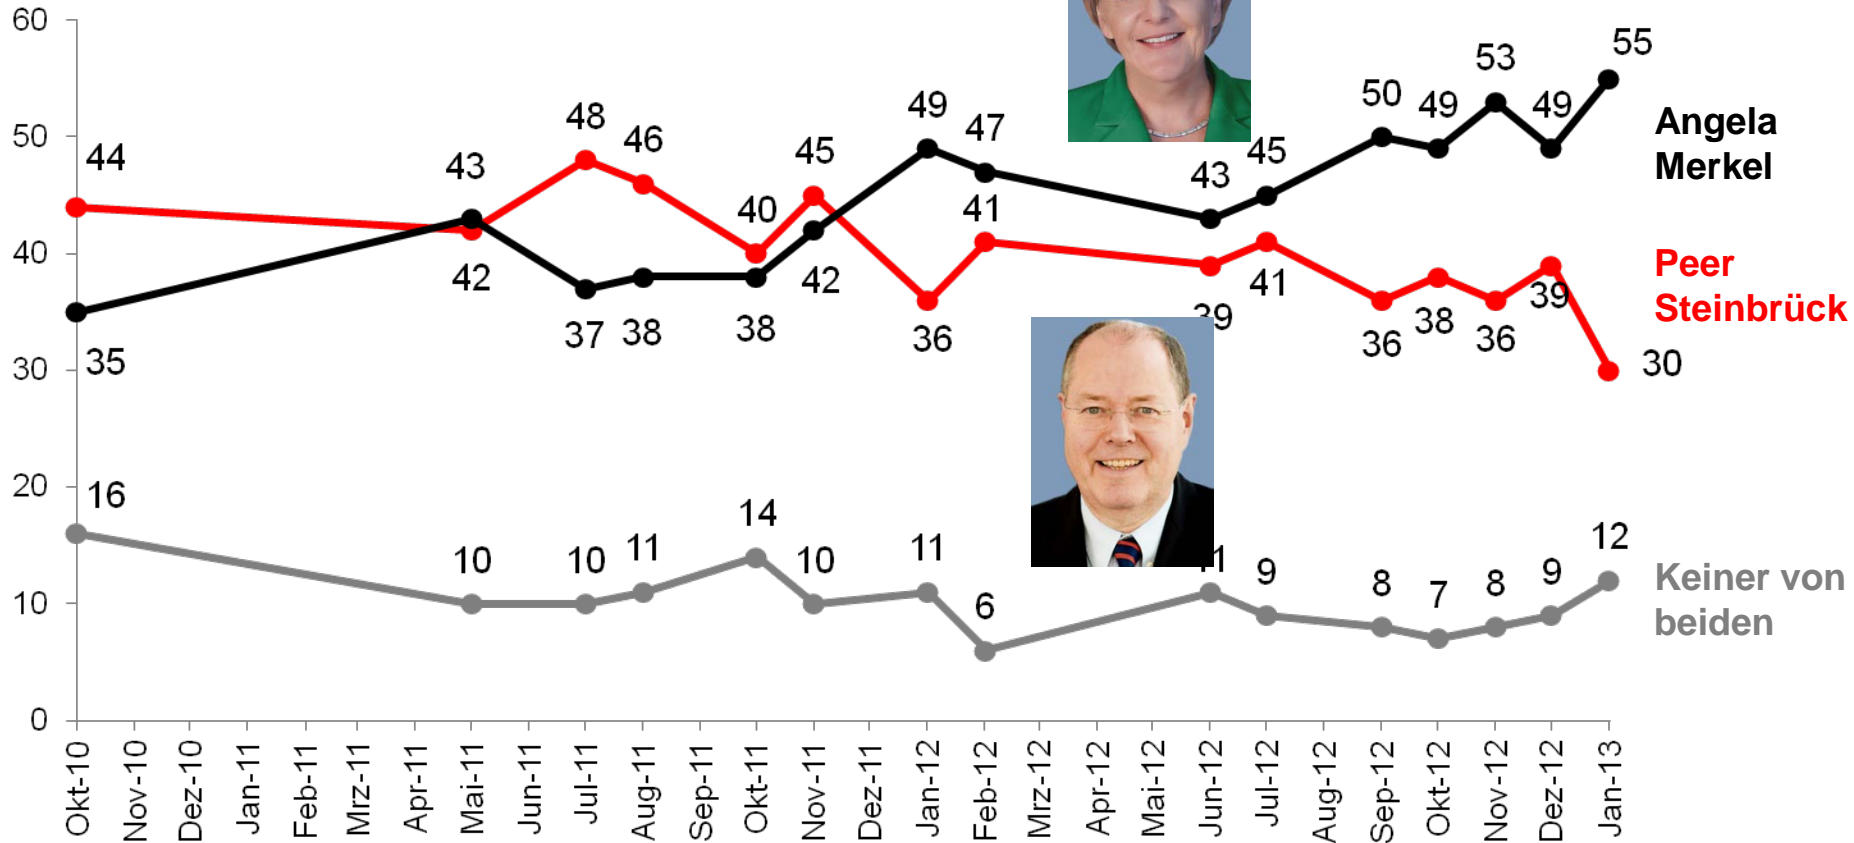 60
50
40
30
20
10
0
44 43 48 46 40 45 49 47 43 45 50 49 53 49 55
35 42 37 38 38 42 36 41 39 41 36 38 36 39 30
16 10 10 11 14 10 11 6 9 8 7 8 9 12
Angela
Merkel
Peer
Steinbrück
Keiner von
beiden
Okt-10
Nov-10
Dez-10
Jan-11
Feb-11
Mrz-11
Apr-11
Mai-11
Jun-11
Jul-11
Aug-11
Sep-11
Okt-11
Nov-11
Dez-11
Jan-12
Feb-12
Mrz-12
Apr-12
Mai-12
Jun-12
Jul-12
Aug-12
Sep-12
Okt-12
Nov-12
Dez-12
Jan-13